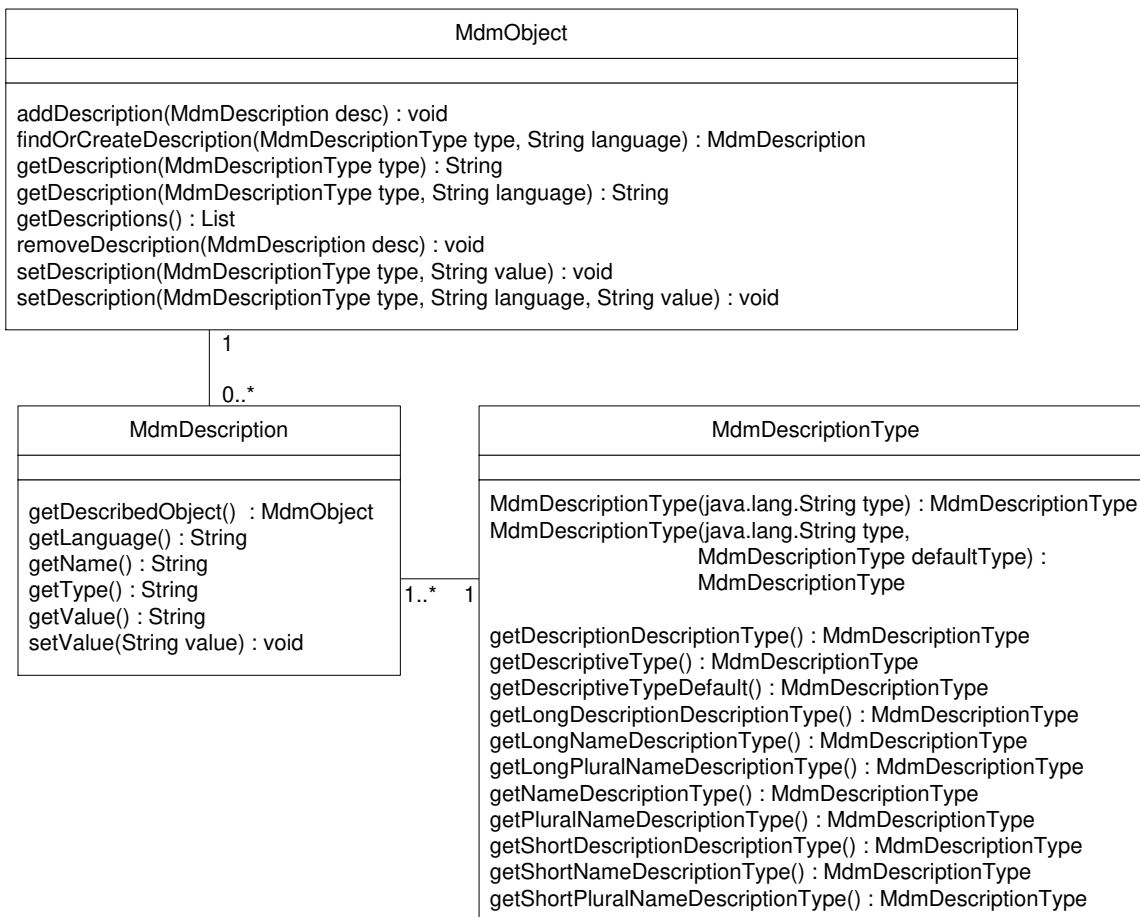 MdmObject
addDescription(MdmDescription desc) : void
findOrCreateDescription(MdmDescriptionType type, String language) : MdmDescription
getDescription(MdmDescriptionType type) : String
getDescription(MdmDescriptionType type, String language) : String
getDescriptions() : List
removeDescription(MdmDescription desc) : void
setDescription(MdmDescriptionType type, String value) : void
setDescription(MdmDescriptionType type, String language, String value) : void
1
0..*
MdmDescription
getDescribedObject() : MdmObject
getLanguage() : String
getName() : String
getType() : String
getValue() : String
setValue(String value) : void
1..* 1
MdmDescriptionType
MdmDescriptionType(java.lang.String type) : MdmDescriptionType
MdmDescriptionType(java.lang.String type,
MdmDescriptionType defaultType) :
MdmDescriptionType
getDescriptionDescriptionType() : MdmDescriptionType
getDescriptiveType() : MdmDescriptionType
getDescriptiveTypeDefault() : MdmDescriptionType
getLongDescriptionDescriptionType() : MdmDescriptionType
getLongNameDescriptionType() : MdmDescriptionType
getLongPluralNameDescriptionType() : MdmDescriptionType
getNameDescriptionType() : MdmDescriptionType
getPluralNameDescriptionType() : MdmDescriptionType
getShortDescriptionDescriptionType() : MdmDescriptionType
getShortNameDescriptionType() : MdmDescriptionType
getShortPluralNameDescriptionType() : MdmDescriptionType